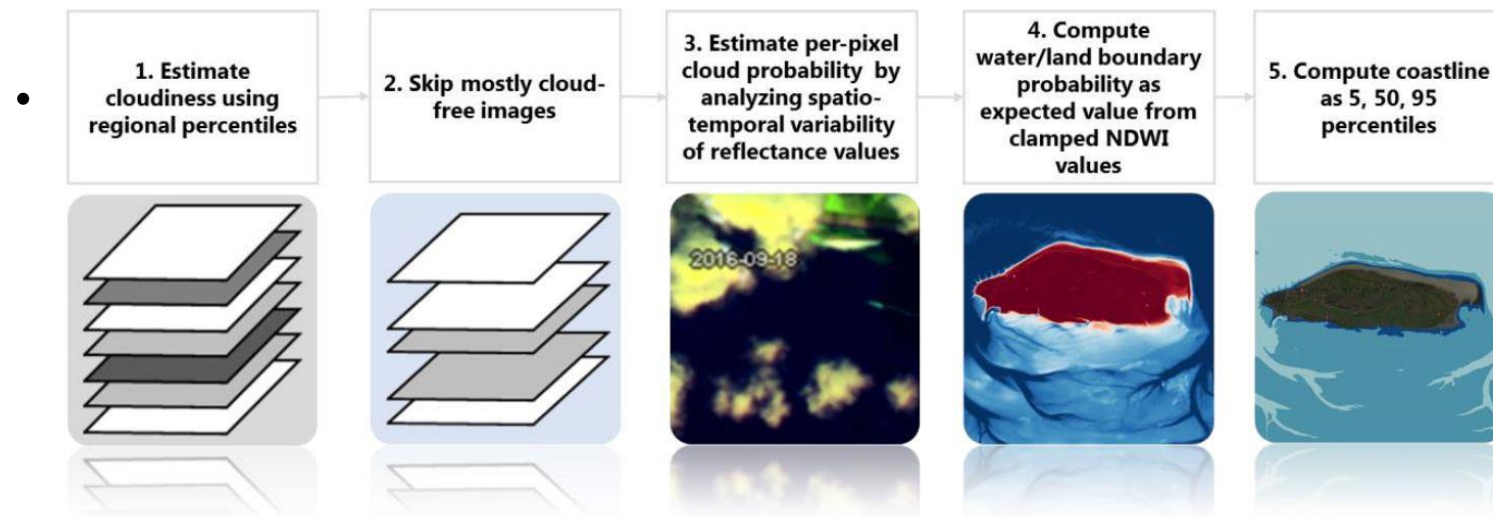 1. Estimate
cloudiness using
regional percentiles
2. Skip mostly cloud-
free images
3. Estimate per-pixel
cloud probability by
analyzing spatio-
temporal variability
of reflectance values
4. Compute
water/land boundary
probability as
expected value from
clamped NDWI
values
5. Compute coastline
as 5, 50, 95
percentiles
2016-09-18